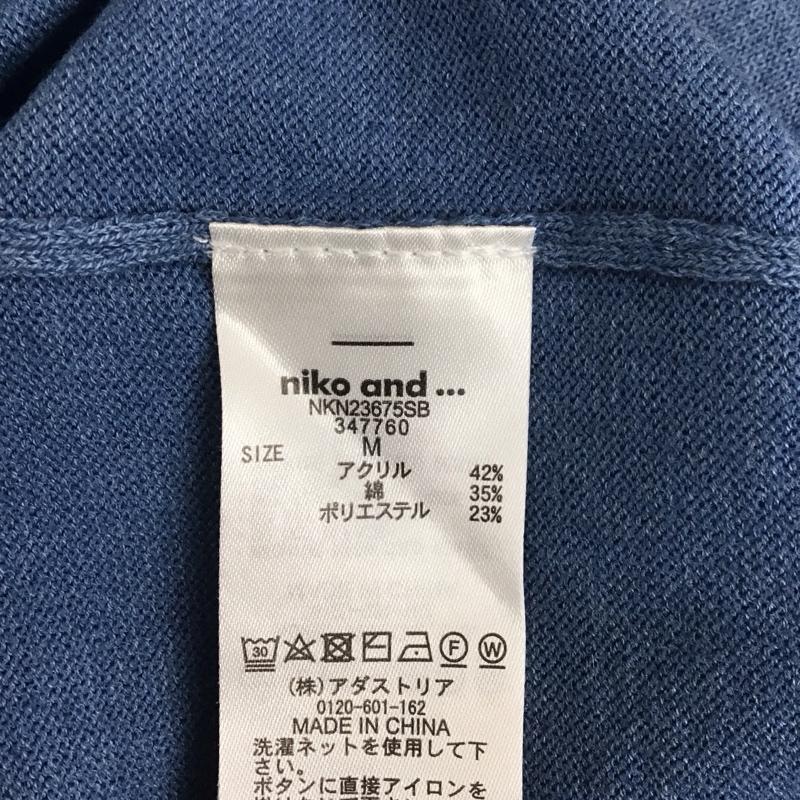 niko and ...
NKN23675SB
347760
SIZE M
アクリル 42%
綿 35%
ポリエステル 23%
30 F W
(株)アダストリア
0120-601-162
MADE IN CHINA
洗濯ネットを使用して下
さい。
ボタンに直接アイロンを